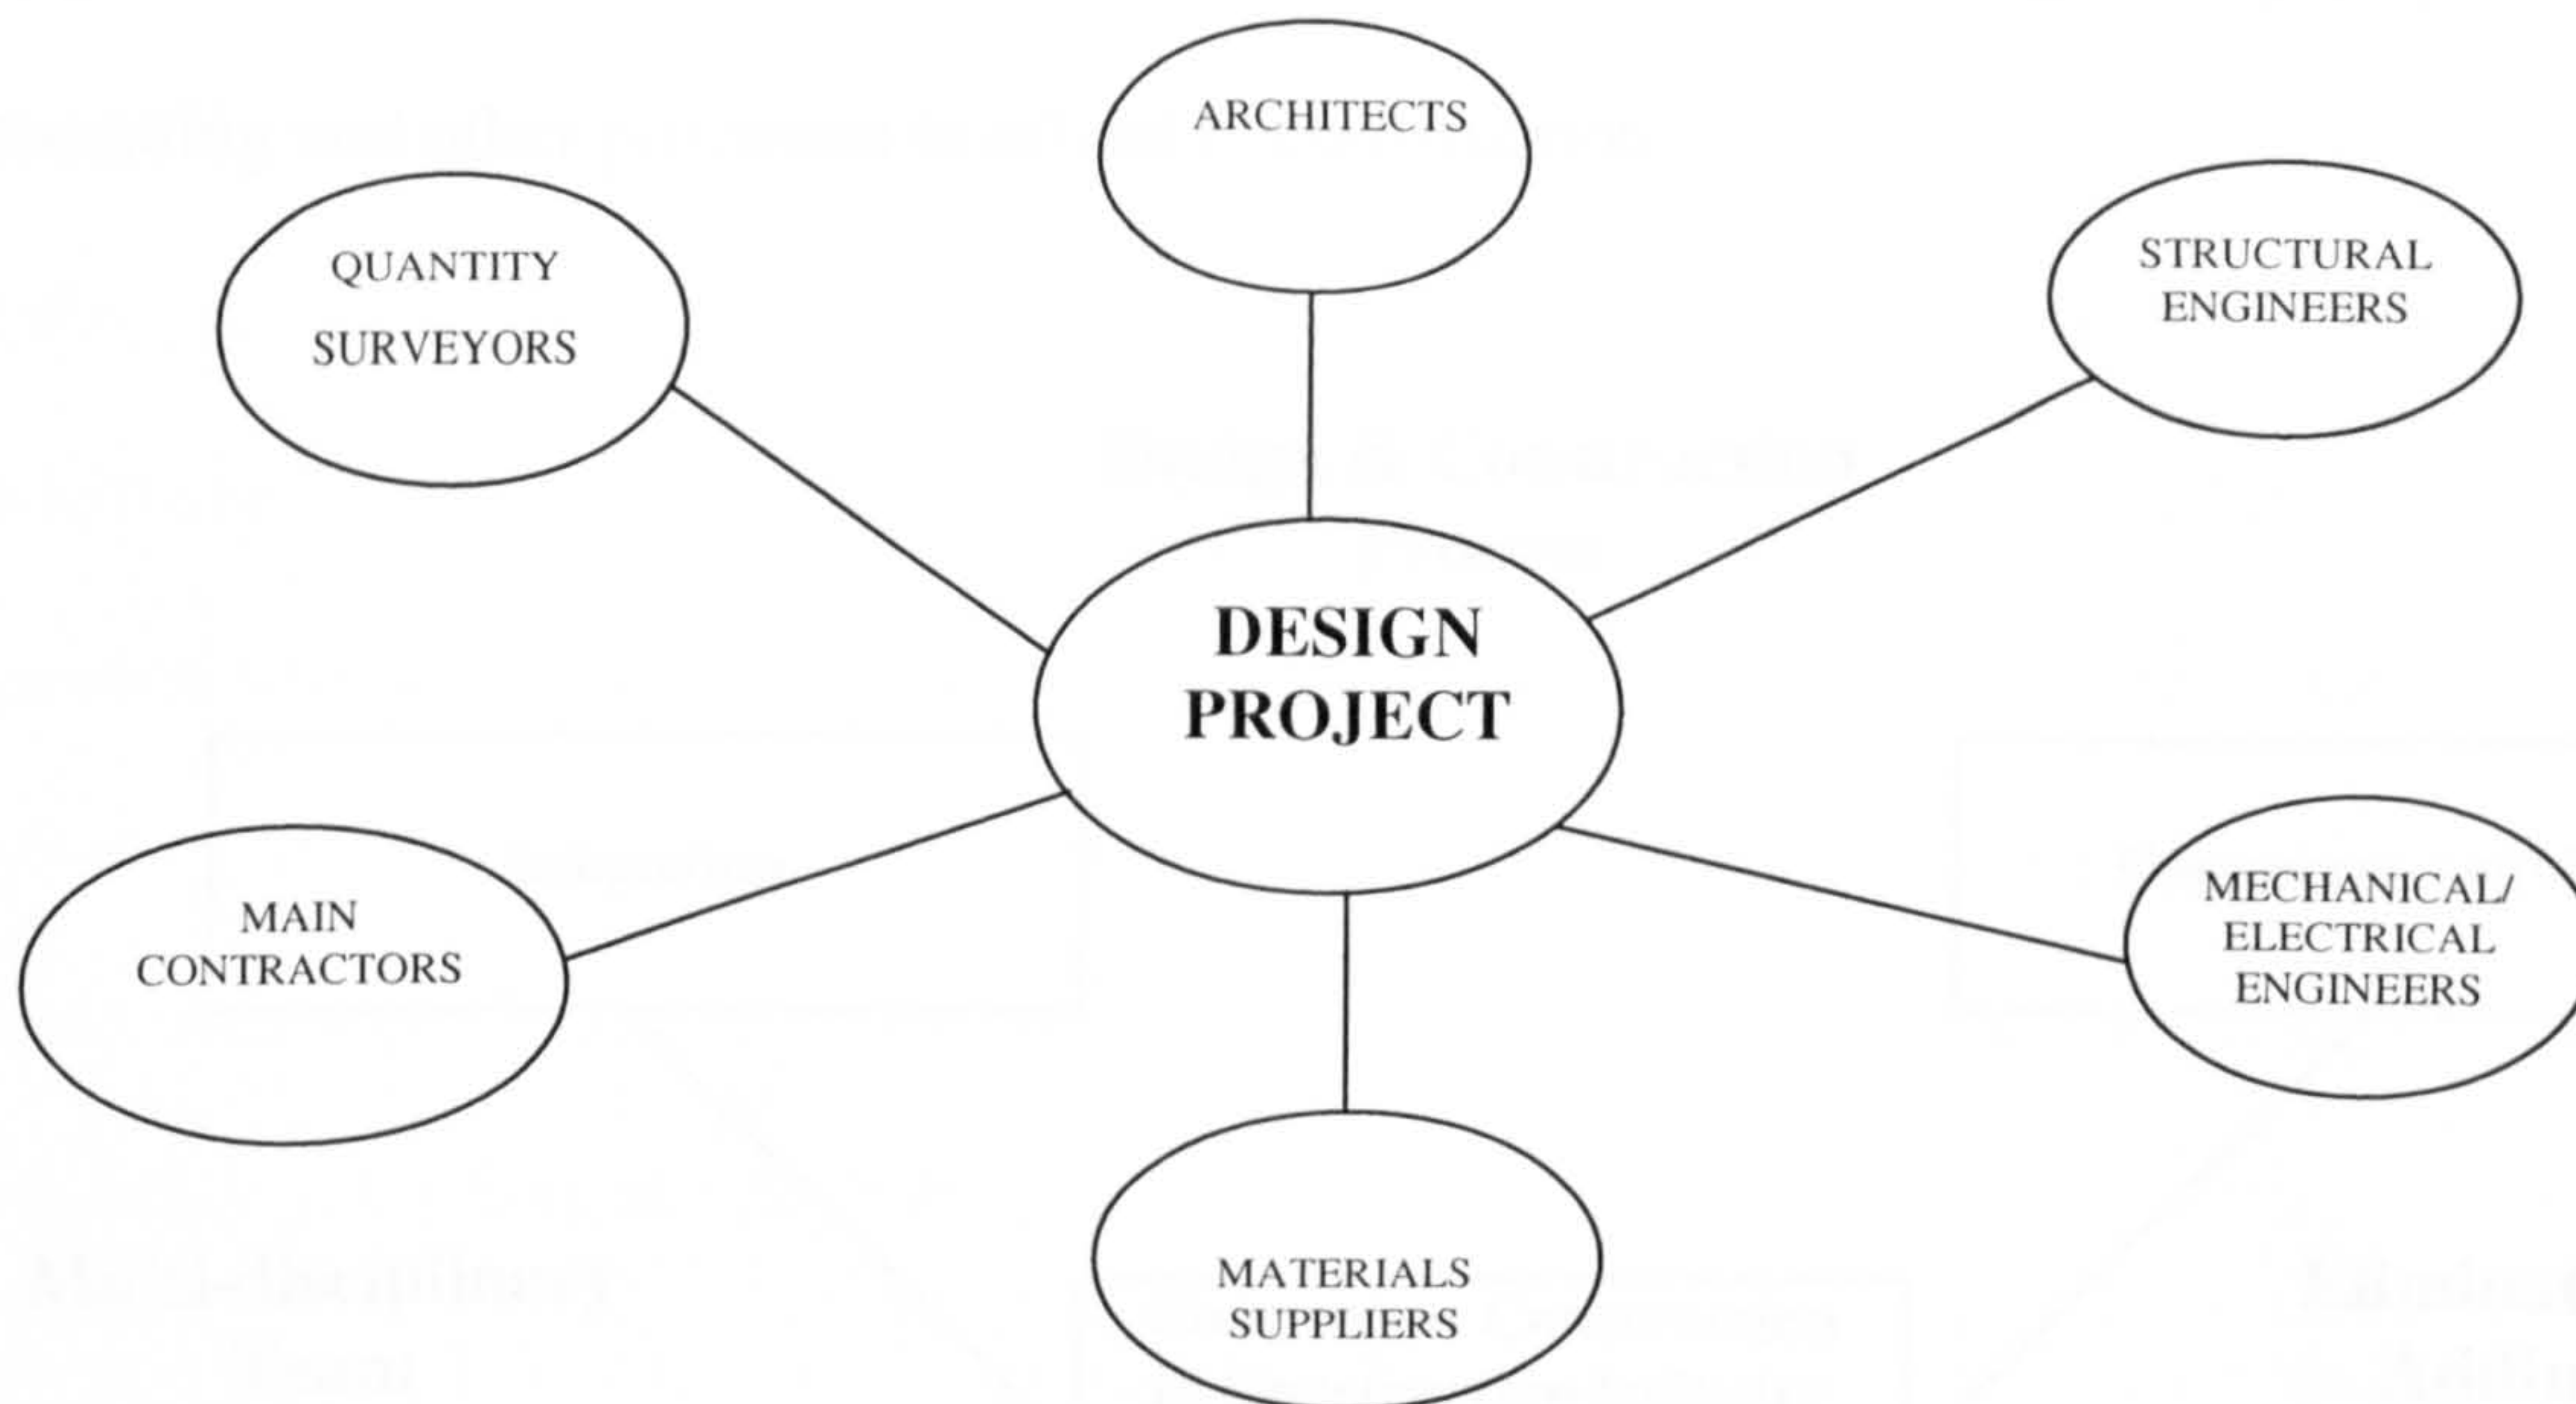 ARCHITECTS
QUANTITY
SURVEYORS
STRUCTURAL
ENGINEERS
DESIGN
PROJECT
MAIN
CONTRACTORS
MECHANICAL/
ELECTRICAL
ENGINEERS
MATERIALS
SUPPLIERS